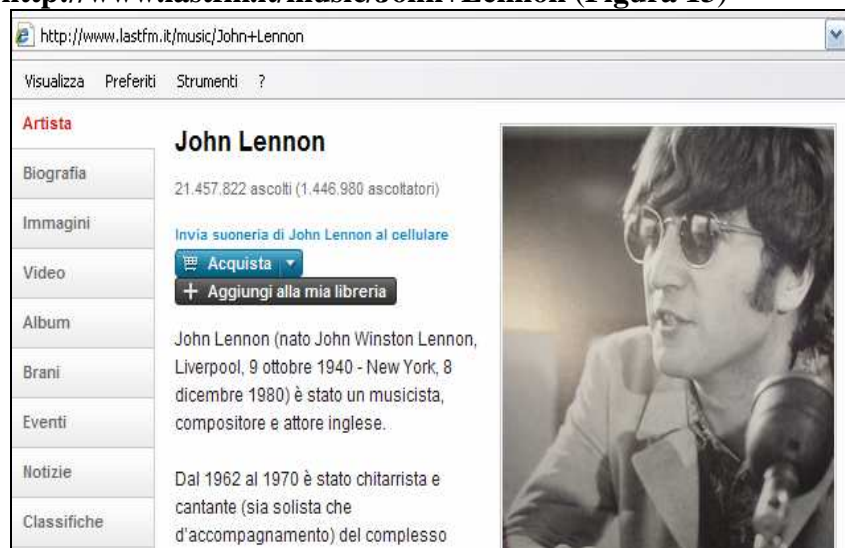 http://www.lastfm.it/music/John+Lennon (Figura 15)
http://www.lastfm.it/music/John+Lennon
Visualizza Preferiti Strumenti ?
Artista
Biografia
Immagini
Video
Album
Brani
Eventi
Notizie
Classifiche
John Lennon
21.457.822 ascolti (1.446.980 ascoltatori)
Invia suoneria di John Lennon al cellulare
Acquista
+ Aggiungi alla mia libreria
John Lennon (nato John Winston Lennon,
Liverpool, 9 ottobre 1940 - New York, 8
dicembre 1980) è stato un musicista,
compositore e attore inglese.
Dal 1962 al 1970 è stato chitarrista e
cantante (sia solista che
d'accompagnamento) del complesso